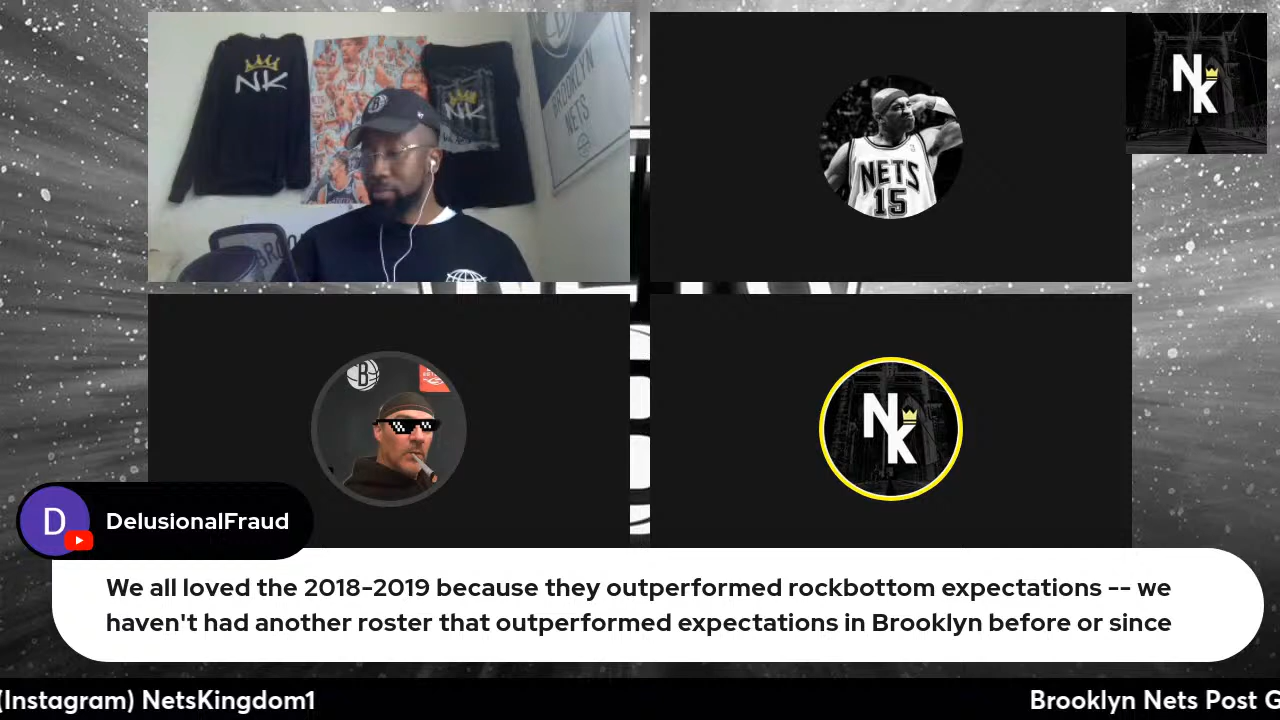 NK
NK
BROOKLYN
NETS
NETS
15
NK
B
NK
D
DelusionalFraud
We all loved the 2018-2019 because they outperformed rockbottom expectations -- we
haven't had another roster that outperformed expectations in Brooklyn before or since
(Instagram) NetsKingdom1
Brooklyn Nets Post G